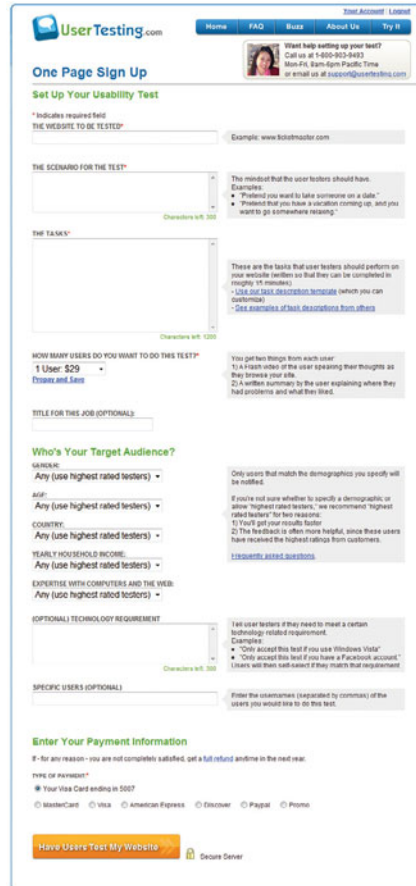 Your Account | Logout
UserTesting.com
Home FAQ Buzz About Us Try It
Want help setting up your test?
Call us at 1-800-903-9493
Mon-Fri, 8am-6pm Pacific Time
or email us at support@usertesting.com
One Page Sign Up
Set Up Your Usability Test
* Indicates required field
THE WEBSITE TO BE TESTED*
Example: www.ticketmaster.com
THE SCENARIO FOR THE TEST*
The mindset that the user testers should have.
Examples:
"Pretend you want to take someone on a date."
"Pretend that you have a vacation coming up, and you
want to go somewhere relaxing."
Characters left: 300
THE TASKS*
These are the tasks that user testers should perform on
your website (written so that they can be completed in
roughly 15 minutes)
- Use our task description template (which you can
customize)
- See examples of task descriptions from others
Characters left: 1200
HOW MANY USERS DO YOU WANT TO DO THIS TEST?*
1 User: $29
Prepay and Save
You get two things from each user:
1) A Flash video of the user speaking their thoughts as
they browse your site.
2) A written summary by the user explaining where they
had problems and what they liked.
TITLE FOR THIS JOB (OPTIONAL):
Who's Your Target Audience?
GENDER:
Any (use highest rated testers)
AGE:
Any (use highest rated testers)
COUNTRY:
Any (use highest rated testers)
YEARLY HOUSEHOLD INCOME:
Any (use highest rated testers)
EXPERTISE WITH COMPUTERS AND THE WEB:
Any (use highest rated testers)
Only users that match the demographics you specify will
be notified.
If you're not sure whether to specify a demographic or
allow "highest rated testers," we recommend "highest
rated testers" for two reasons:
1) You'll get your results faster
2) The feedback is often more helpful, since these users
have received the highest ratings from customers.
Frequently asked questions.
(OPTIONAL) TECHNOLOGY REQUIREMENT
Tell user testers if they need to meet a certain
technology related requirement.
Examples:
"Only accept this test if you use Windows Vista"
"Only accept this test if you have a Facebook account."
Users will then self-select if they match that requirement.
Characters left: 300
SPECIFIC USERS (OPTIONAL)
Enter the usernames (separated by commas) of the
users you would like to do this test.
Enter Your Payment Information
If - for any reason - you are not completely satisfied, get a full refund anytime in the next year.
TYPE OF PAYMENT:*
Your Visa Card ending in 5007
MasterCard Visa American Express Discover Paypal Promo
Have Users Test My Website
Secure Server